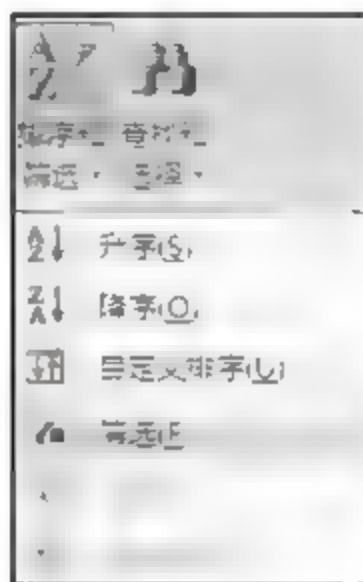 排序和 查找和
筛选 选择
升序(S)
降序(O)
自定义排序(U)
筛选(F)